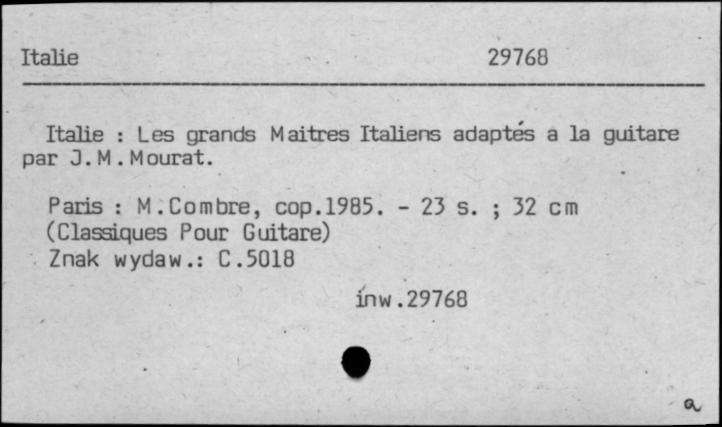 Italie 29768
Italie : Les grands Maitres Italiens adaptés a la guitare
par J.M.Mourat.
Paris : M.Combre, cop.1985. - 23 s. ; 32 cm
(Classiques Pour Guitare)
Znak wydaw.: C.5018
inw.29768
a